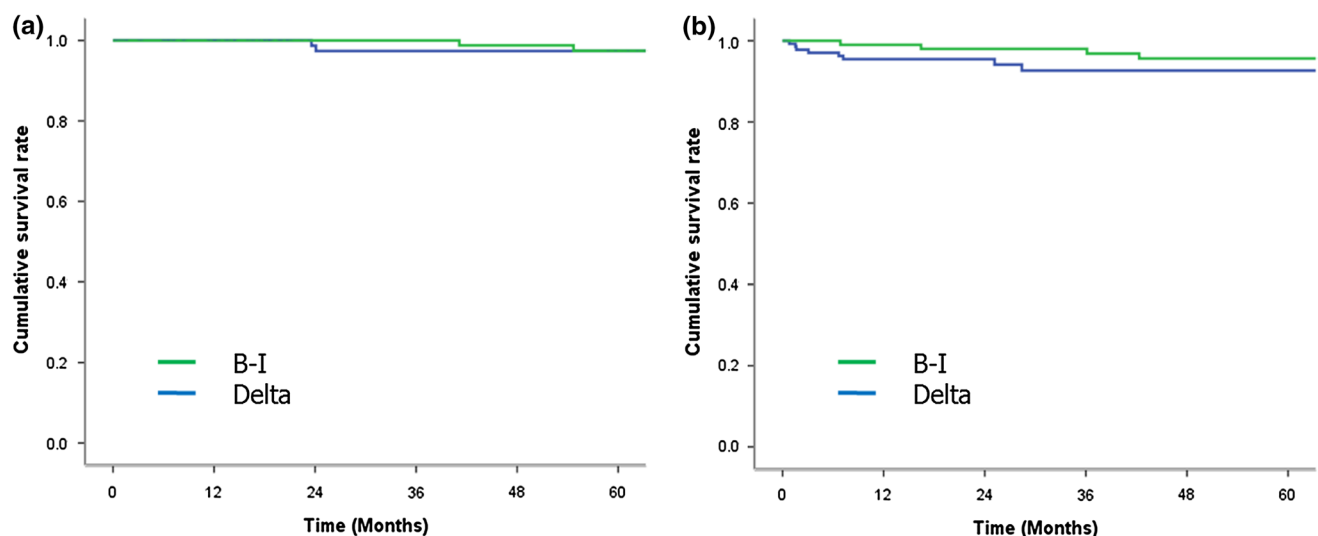 (a)
1.0
0.8
0.6
0.4
0.2
0.0
Cumulative survival rate
B-I
Delta
0 12 24 36 48 60
Time (Months)
(b)
1.0
0.8
0.6
0.4
0.2
0.0
Cumulative survival rate
B-I
Delta
0 12 24 36 48 60
Time (Months)